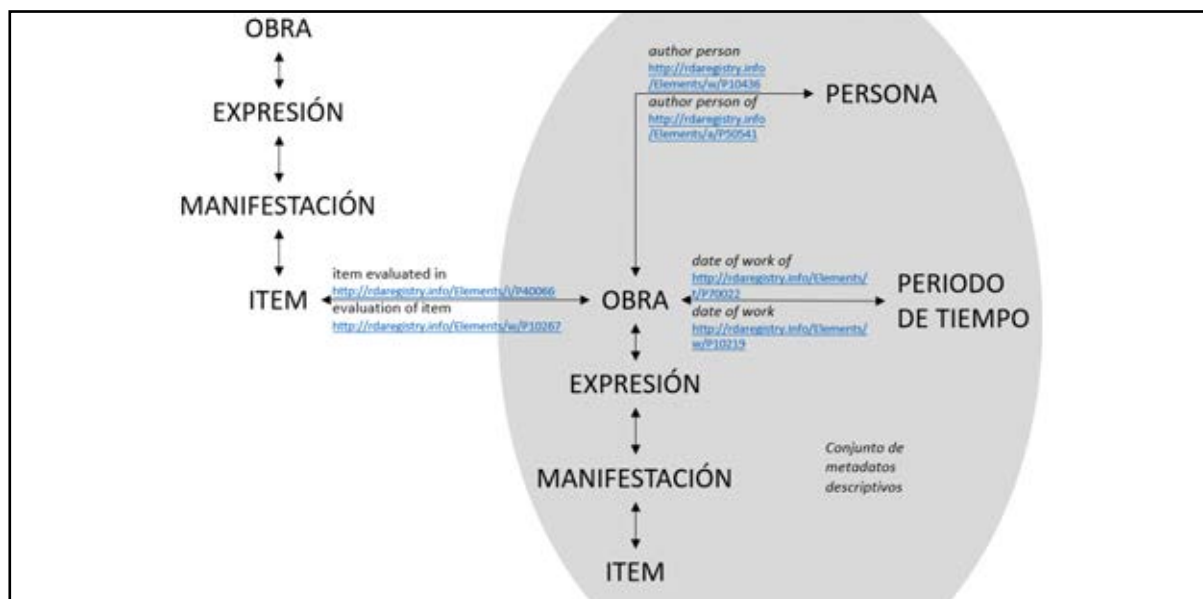 OBRA
EXPRESIÓN
MANIFESTACIÓN
ITEM
item evaluated in
http://rdaregistry.info/Elements/i/P40066
evaluation of item
http://rdaregistry.info/Elements/w/P10267
author person
http://rdaregistry.info
/Elements/w/P10436
author person of
http://rdaregistry.info
/Elements/a/P50541
PERSONA
OBRA
date of work of
http://rdaregistry.info/Elements/
t/P70022
date of work
http://rdaregistry.info/Elements/
w/P10219
PERIODO
DE TIEMPO
EXPRESIÓN
MANIFESTACIÓN
ITEM
Conjunto de
metadatos
descriptivos